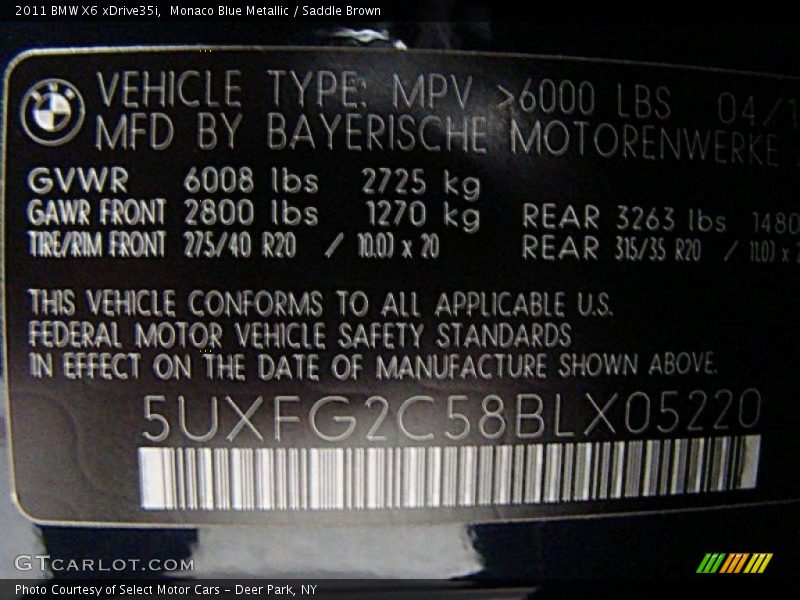 2011 BMW X6 xDrive35i, Monaco Blue Metallic / Saddle Brown
VEHICLE TYPE: MPV >6000 LBS 04/1
MFD BY BAYERISCHE MOTORENWERKE
GVWR 6008 lbs 2725 kg
GAWR FRONT 2800 lbs 1270 kg REAR 3263 lbs 1480
TIRE/RIM FRONT 275/40 R20 / 10.0J x 20 REAR 315/35 R20 / 11.0J x
THIS VEHICLE CONFORMS TO ALL APPLICABLE U.S.
FEDERAL MOTOR VEHICLE SAFETY STANDARDS
IN EFFECT ON THE DATE OF MANUFACTURE SHOWN ABOVE.
5UXFG2C58BLX05220
GTCARLOT.COM
Photo Courtesy of Select Motor Cars - Deer Park, NY